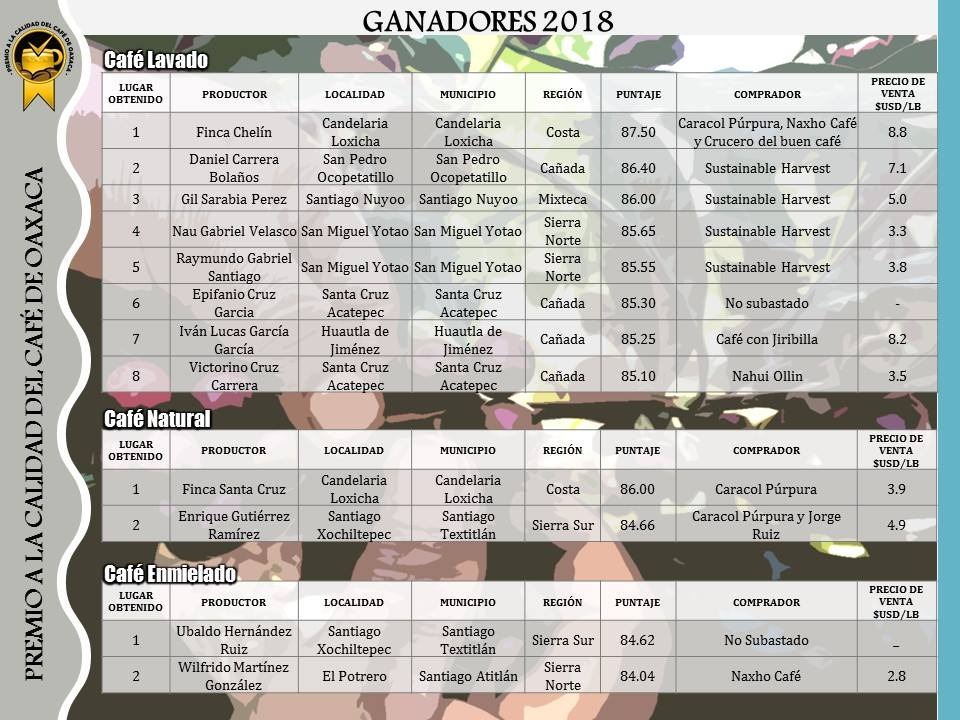 GANADORES 2018
PREMIO A LA CALIDAD DEL CAFÉ DE OAXACA
PREMIO A LA CALIDAD DEL CAFÉ DE OAXACA
Café Lavado
LUGAR OBTENIDO PRODUCTOR LOCALIDAD MUNICIPIO REGIÓN PUNTAJE COMPRADOR PRECIO DE VENTA $USD/LB
1 Finca Chelín Candelaria Loxicha Candelaria Loxicha Costa 87.50 Caracol Púrpura, Naxho Café y Crucero del buen café 8.8
2 Daniel Carrera Bolaños San Pedro Ocopetatillo San Pedro Ocopetatillo Cañada 86.40 Sustainable Harvest 7.1
3 Gil Sarabia Perez Santiago Nuyoo Santiago Nuyoo Mixteca 86.00 Sustainable Harvest 5.0
4 Nau Gabriel Velasco San Miguel Yotao San Miguel Yotao Sierra Norte 85.65 Sustainable Harvest 3.3
5 Raymundo Gabriel Santiago San Miguel Yotao San Miguel Yotao Sierra Norte 85.55 Sustainable Harvest 3.8
6 Epifanio Cruz Garcia Santa Cruz Acatepec Santa Cruz Acatepec Cañada 85.30 No subastado -
7 Iván Lucas García García Huautla de Jiménez Huautla de Jiménez Cañada 85.25 Café con Jiribilla 8.2
8 Victorino Cruz Carrera Santa Cruz Acatepec Santa Cruz Acatepec Cañada 85.10 Nahui Ollin 3.5
Café Natural
LUGAR OBTENIDO PRODUCTOR LOCALIDAD MUNICIPIO REGIÓN PUNTAJE COMPRADOR PRECIO DE VENTA $USD/LB
1 Finca Santa Cruz Candelaria Loxicha Candelaria Loxicha Costa 86.00 Caracol Púrpura 3.9
2 Enrique Gutiérrez Ramírez Santiago Xochiltepec Santiago Textitlán Sierra Sur 84.66 Caracol Púrpura y Jorge Ruiz 4.9
Café Enmielado
LUGAR OBTENIDO PRODUCTOR LOCALIDAD MUNICIPIO REGIÓN PUNTAJE COMPRADOR PRECIO DE VENTA $USD/LB
1 Ubaldo Hernández Ruiz Santiago Xochiltepec Santiago Textitlán Sierra Sur 84.62 No Subastado _
2 Wilfrido Martínez González El Potrero Santiago Atitlán Sierra Norte 84.04 Naxho Café 2.8